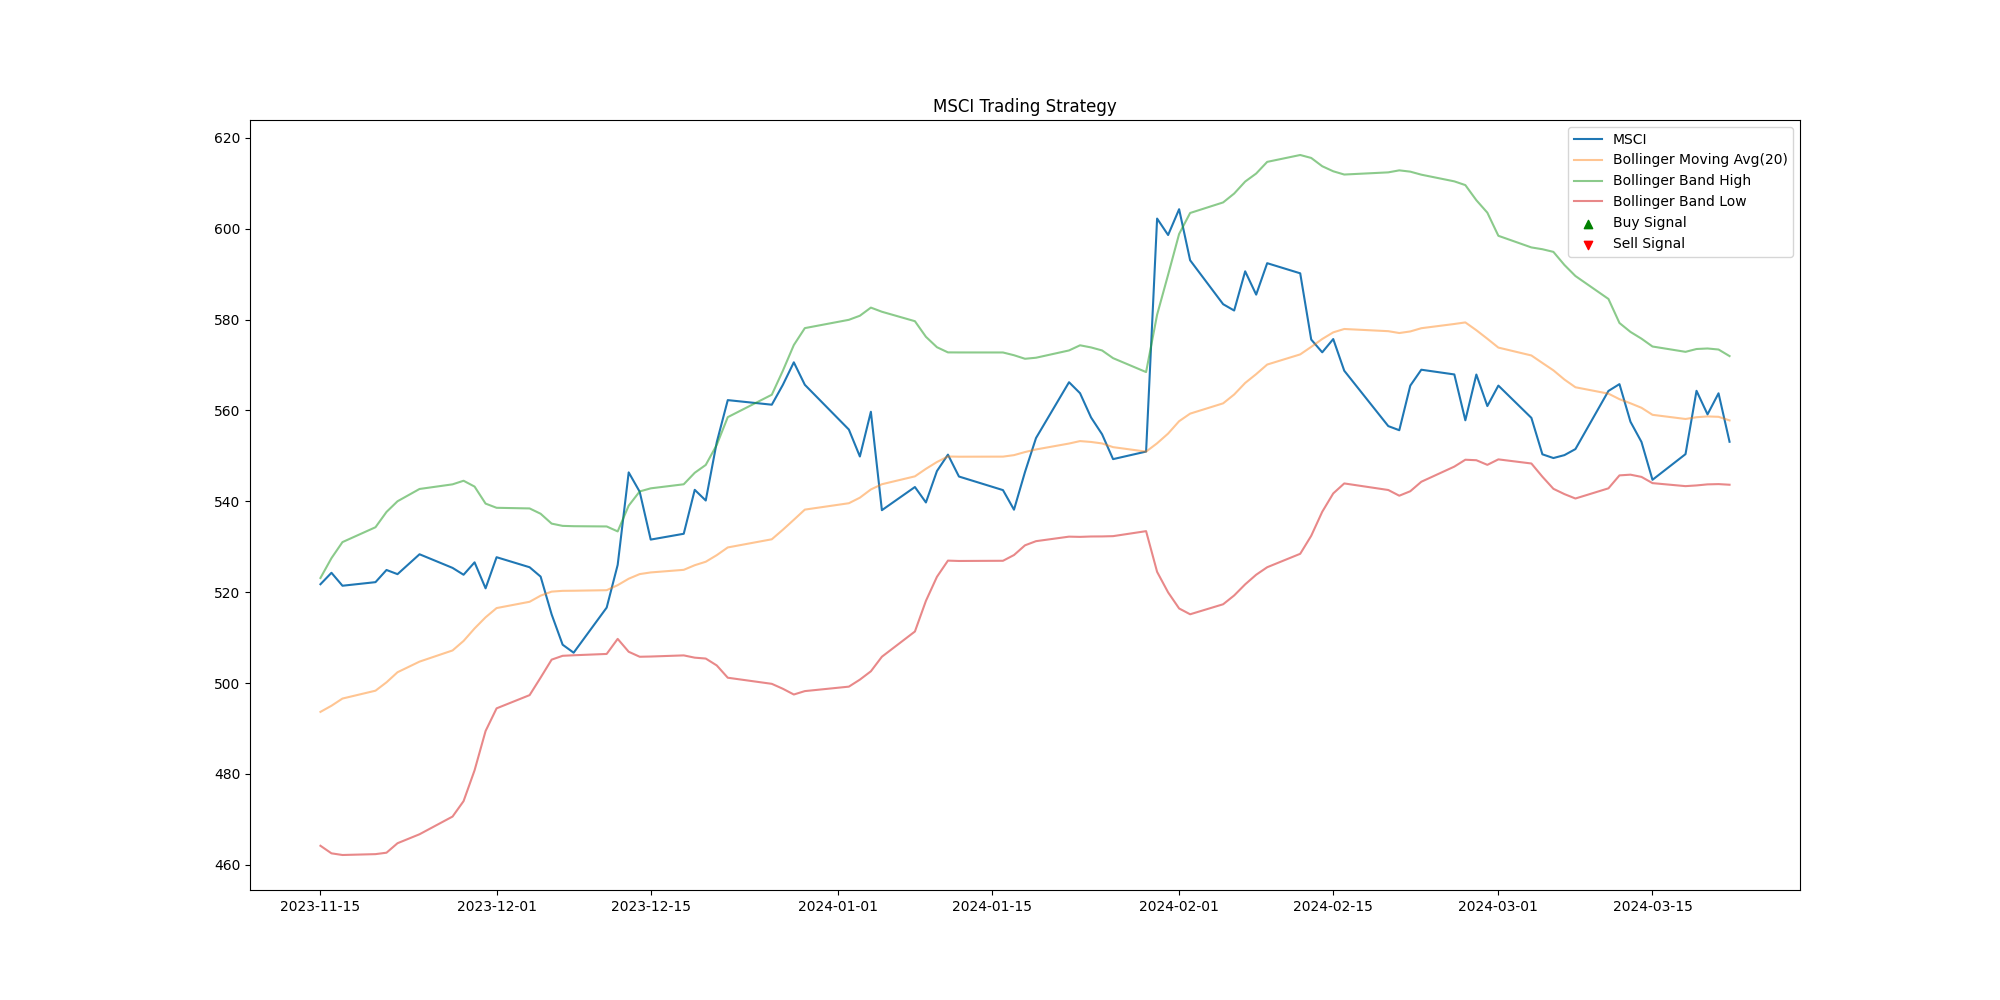 MSCI Trading Strategy
620
600
580
560
540
520
500
480
460
MSCI
Bollinger Moving Avg(20)
Bollinger Band High
Bollinger Band Low
Buy Signal
Sell Signal
2023-11-15
2023-12-01
2023-12-15
2024-01-01
2024-01-15
2024-02-01
2024-02-15
2024-03-01
2024-03-15